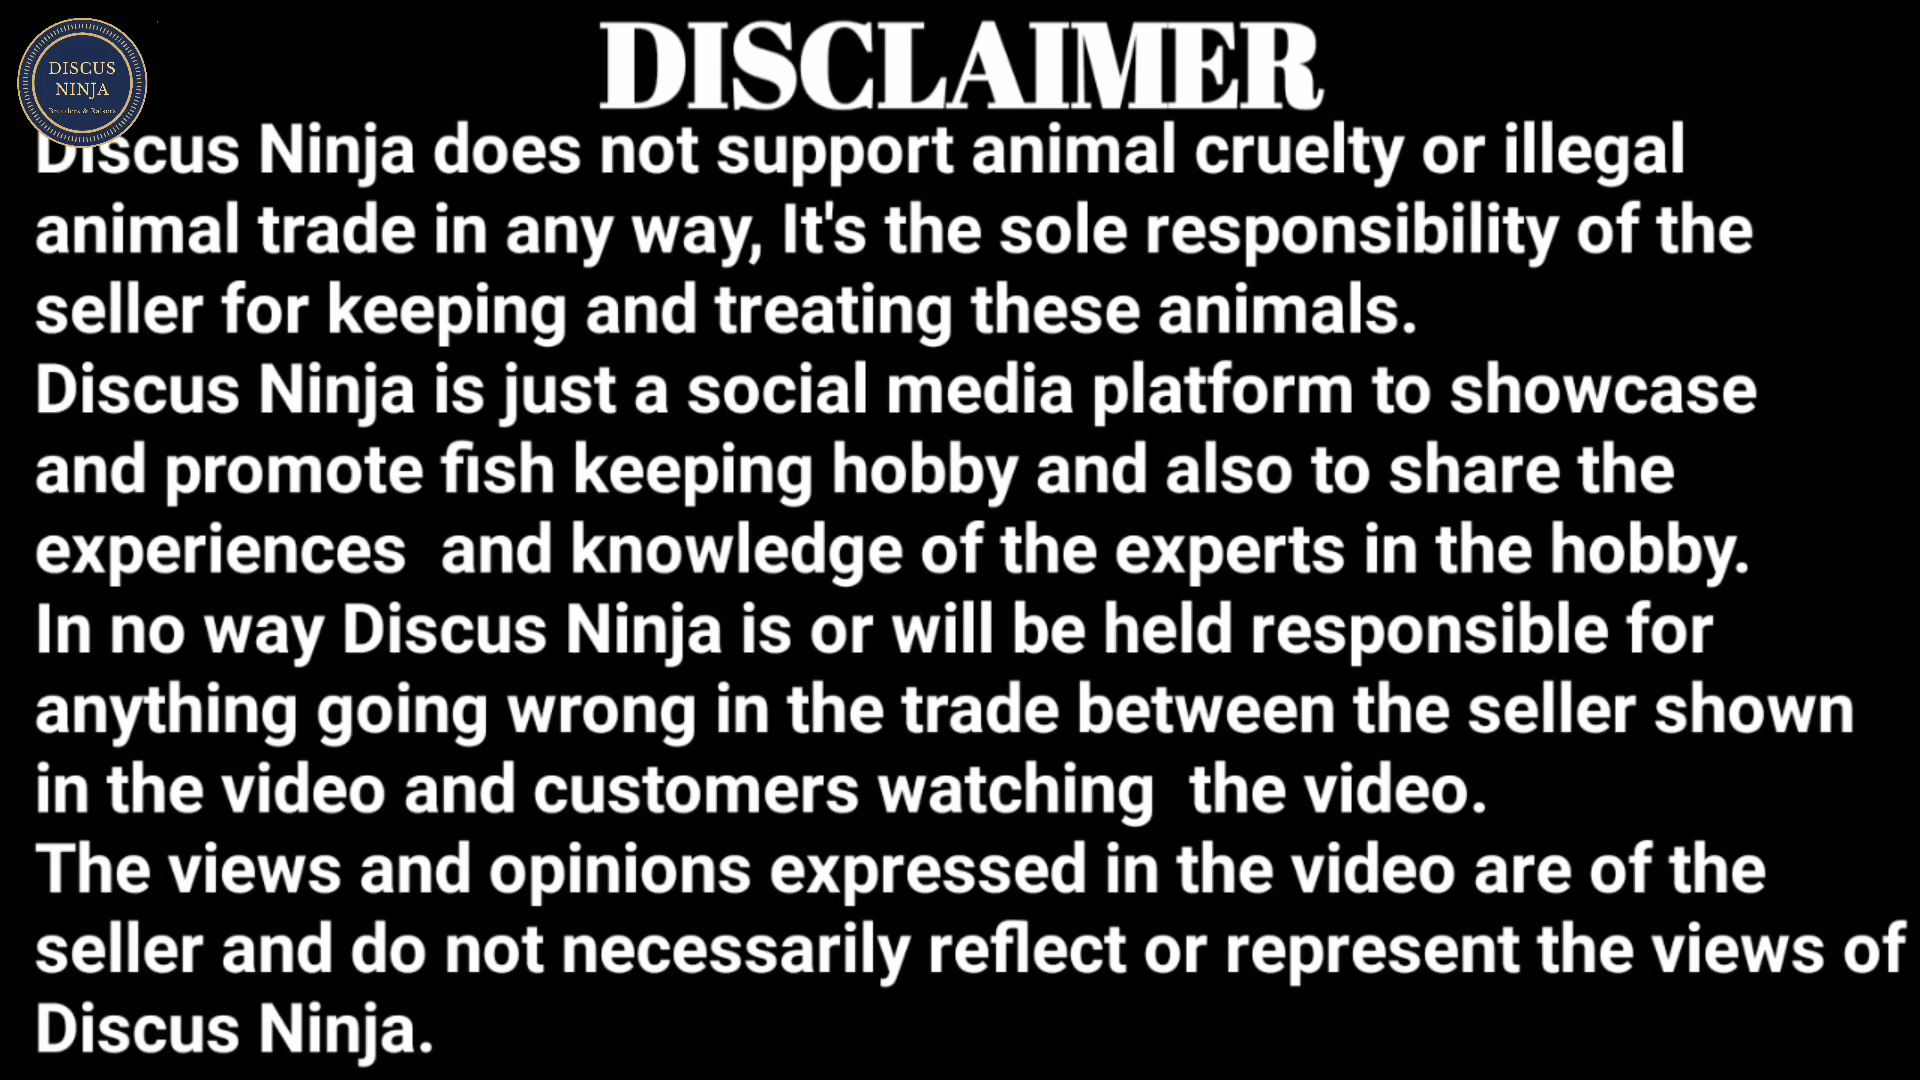 DISCUS
NINJA
Breeders & Raisers
DISCLAIMER
Discus Ninja does not support animal cruelty or illegal
animal trade in any way, It's the sole responsibility of the
seller for keeping and treating these animals.
Discus Ninja is just a social media platform to showcase
and promote fish keeping hobby and also to share the
experiences  and knowledge of the experts in the hobby.
In no way Discus Ninja is or will be held responsible for
anything going wrong in the trade between the seller shown
in the video and customers watching  the video.
The views and opinions expressed in the video are of the
seller and do not necessarily reflect or represent the views of
Discus Ninja.